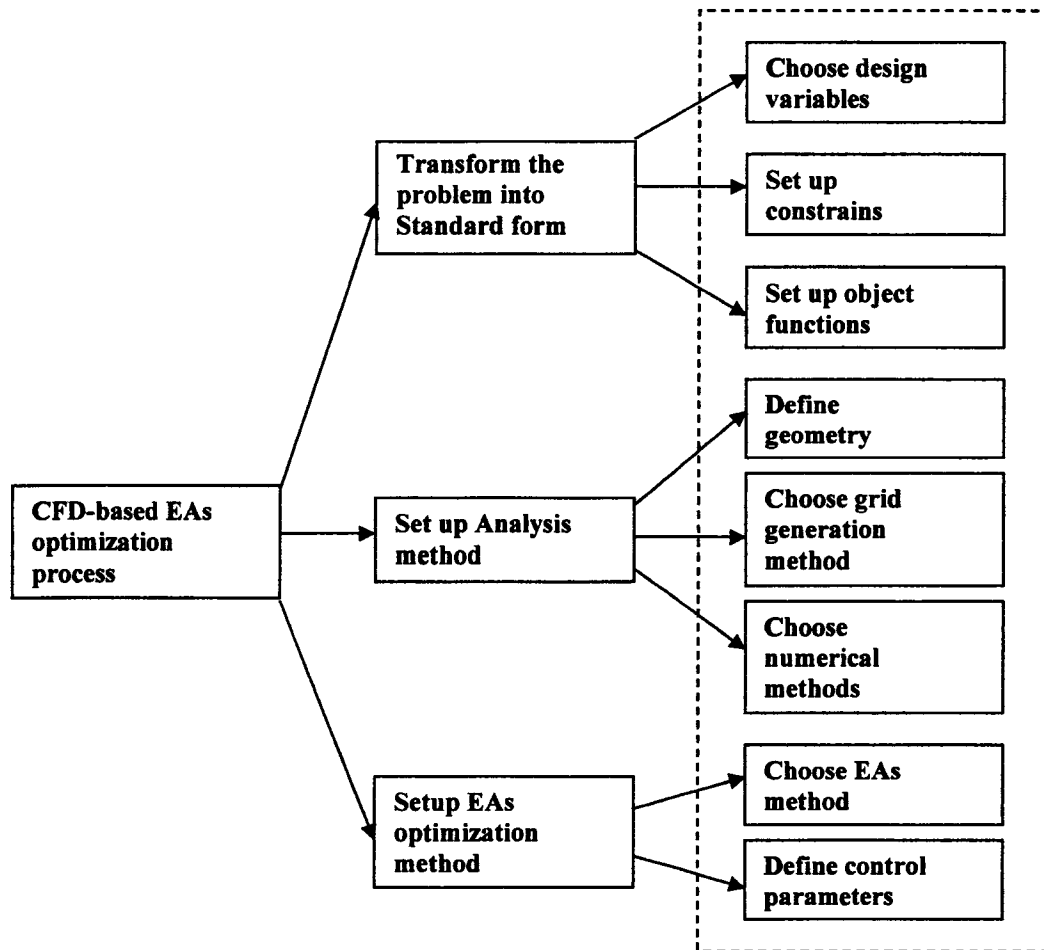 CFD-based EAs
optimization
process
Transform the
problem into
Standard form
Set up Analysis
method
Setup EAs
optimization
method
Choose design
variables
Set up
constrains
Set up object
functions
Define
geometry
Choose grid
generation
method
Choose
numerical
methods
Choose EAs
method
Define control
parameters